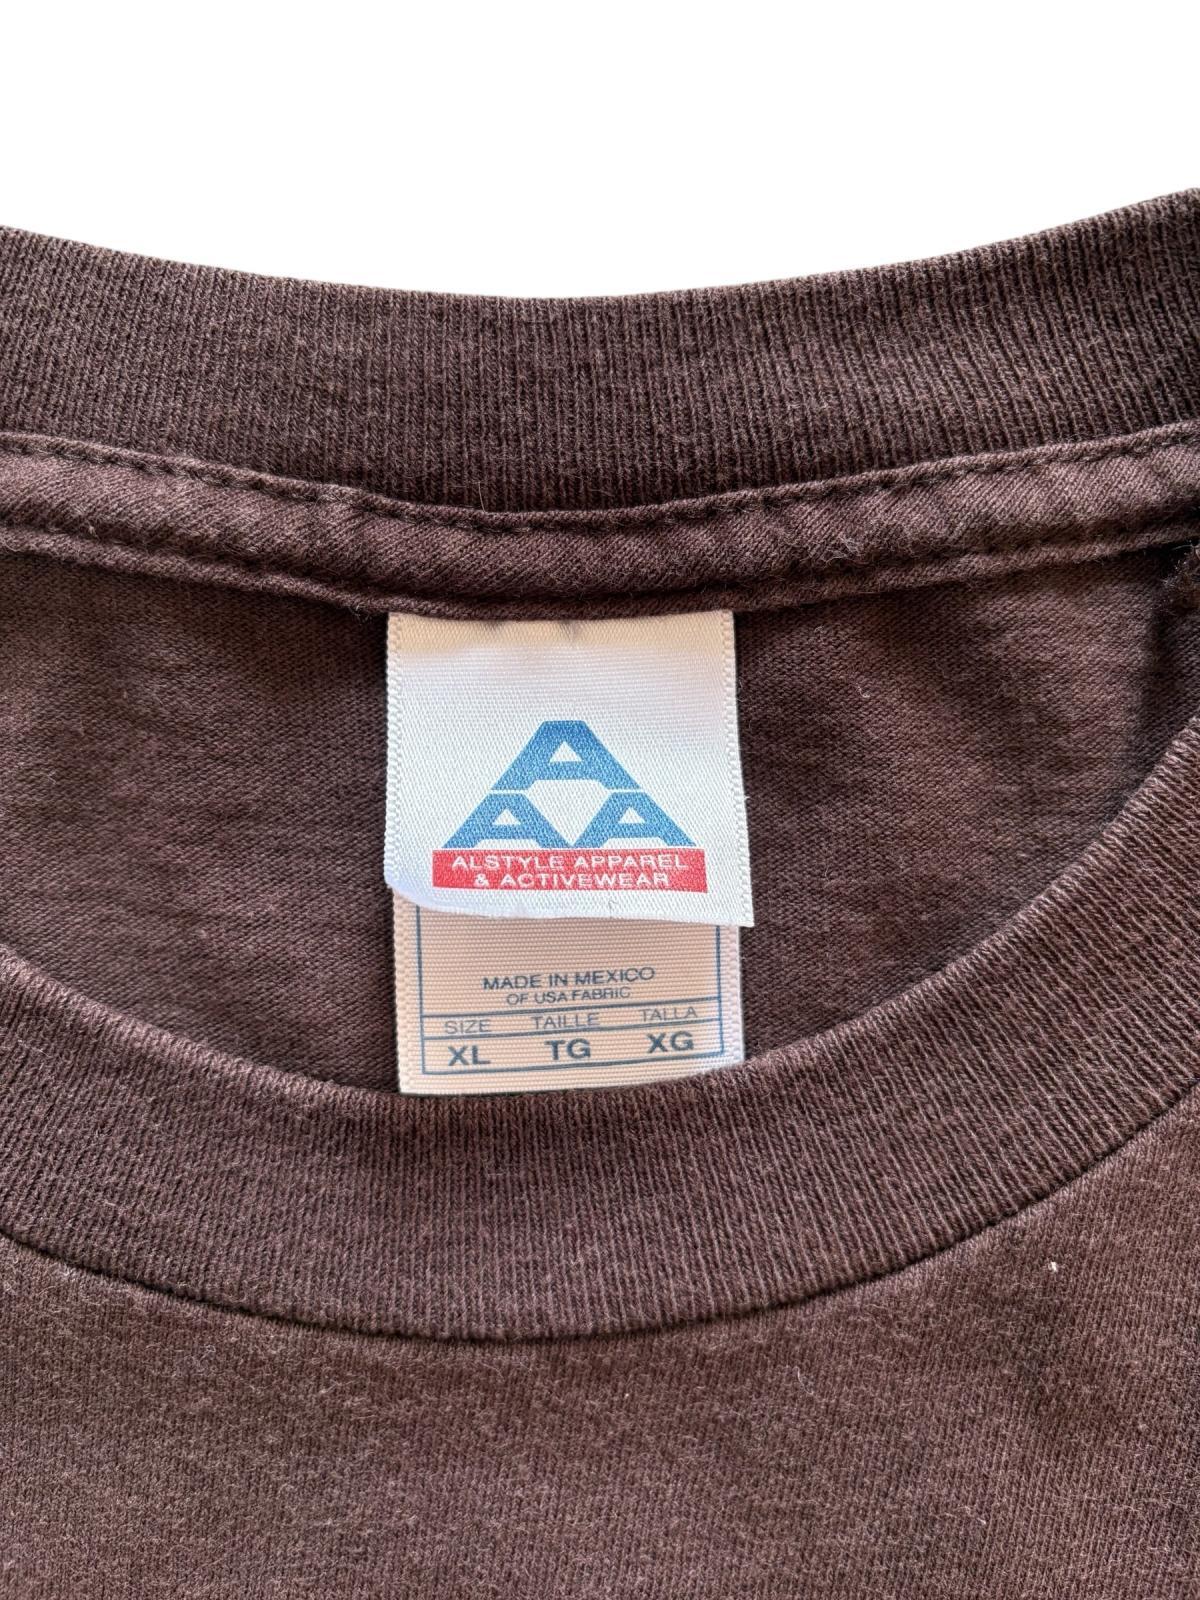 A
A A
ALSTYLE APPAREL
& ACTIVEWEAR
MADE IN MEXICO
OF USA FABRIC
SIZE TAILLE TALLA
XL TG XG